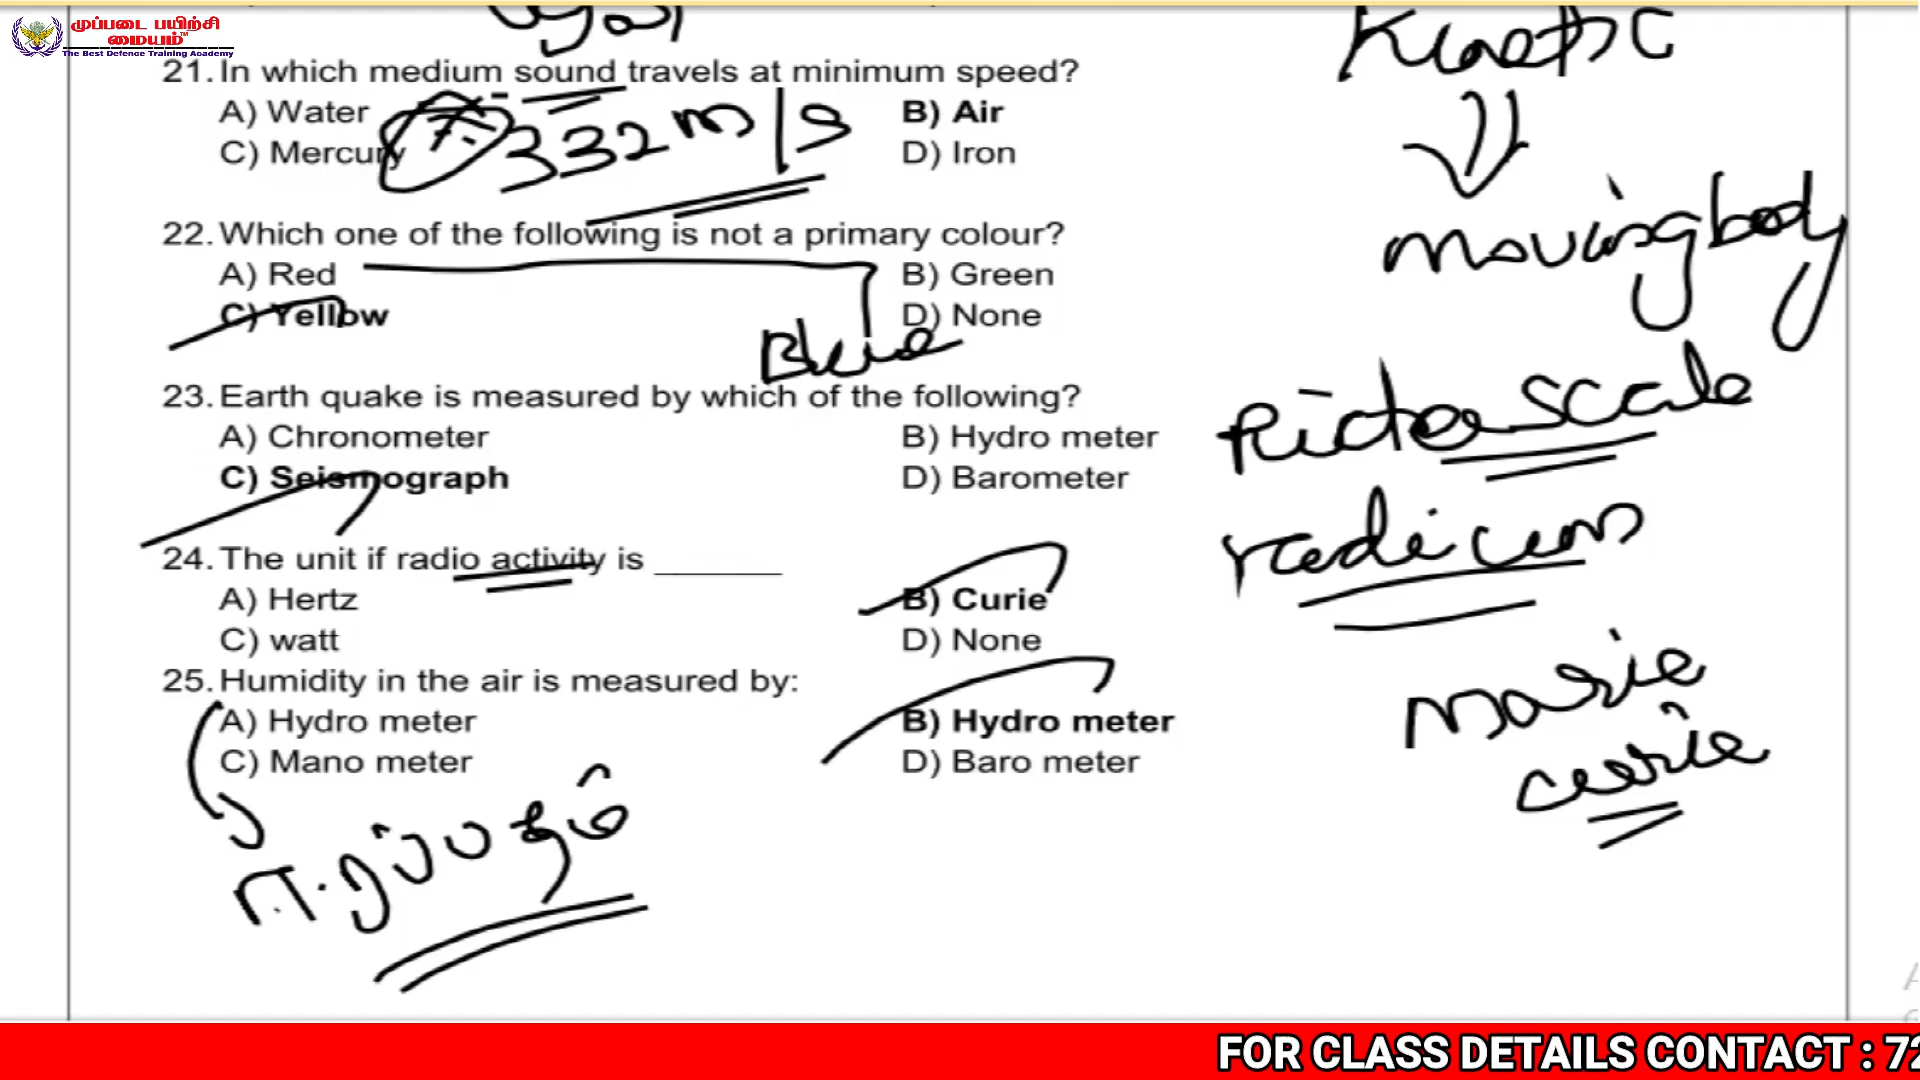 முப்படை பயிற்சி
மையம்™
The Best Defence Training Academy
Kinetic
21. In which medium sound travels at minimum speed?
A) Water B) Air
332 m/s
C) Mercury D) Iron
moving body
22. Which one of the following is not a primary colour?
A) Red B) Green
C) Yellow D) None
Blue
23. Earth quake is measured by which of the following?
Ricter scale
A) Chronometer B) Hydro meter
C) Seismograph D) Barometer
radium
24. The unit if radio activity is ______
A) Hertz B) Curie
C) watt D) None
25. Humidity in the air is measured by:
Marie
A) Hydro meter B) Hydro meter
C) Mano meter D) Baro meter
curie
ஈரப்பதம்
FOR CLASS DETAILS CONTACT : 72